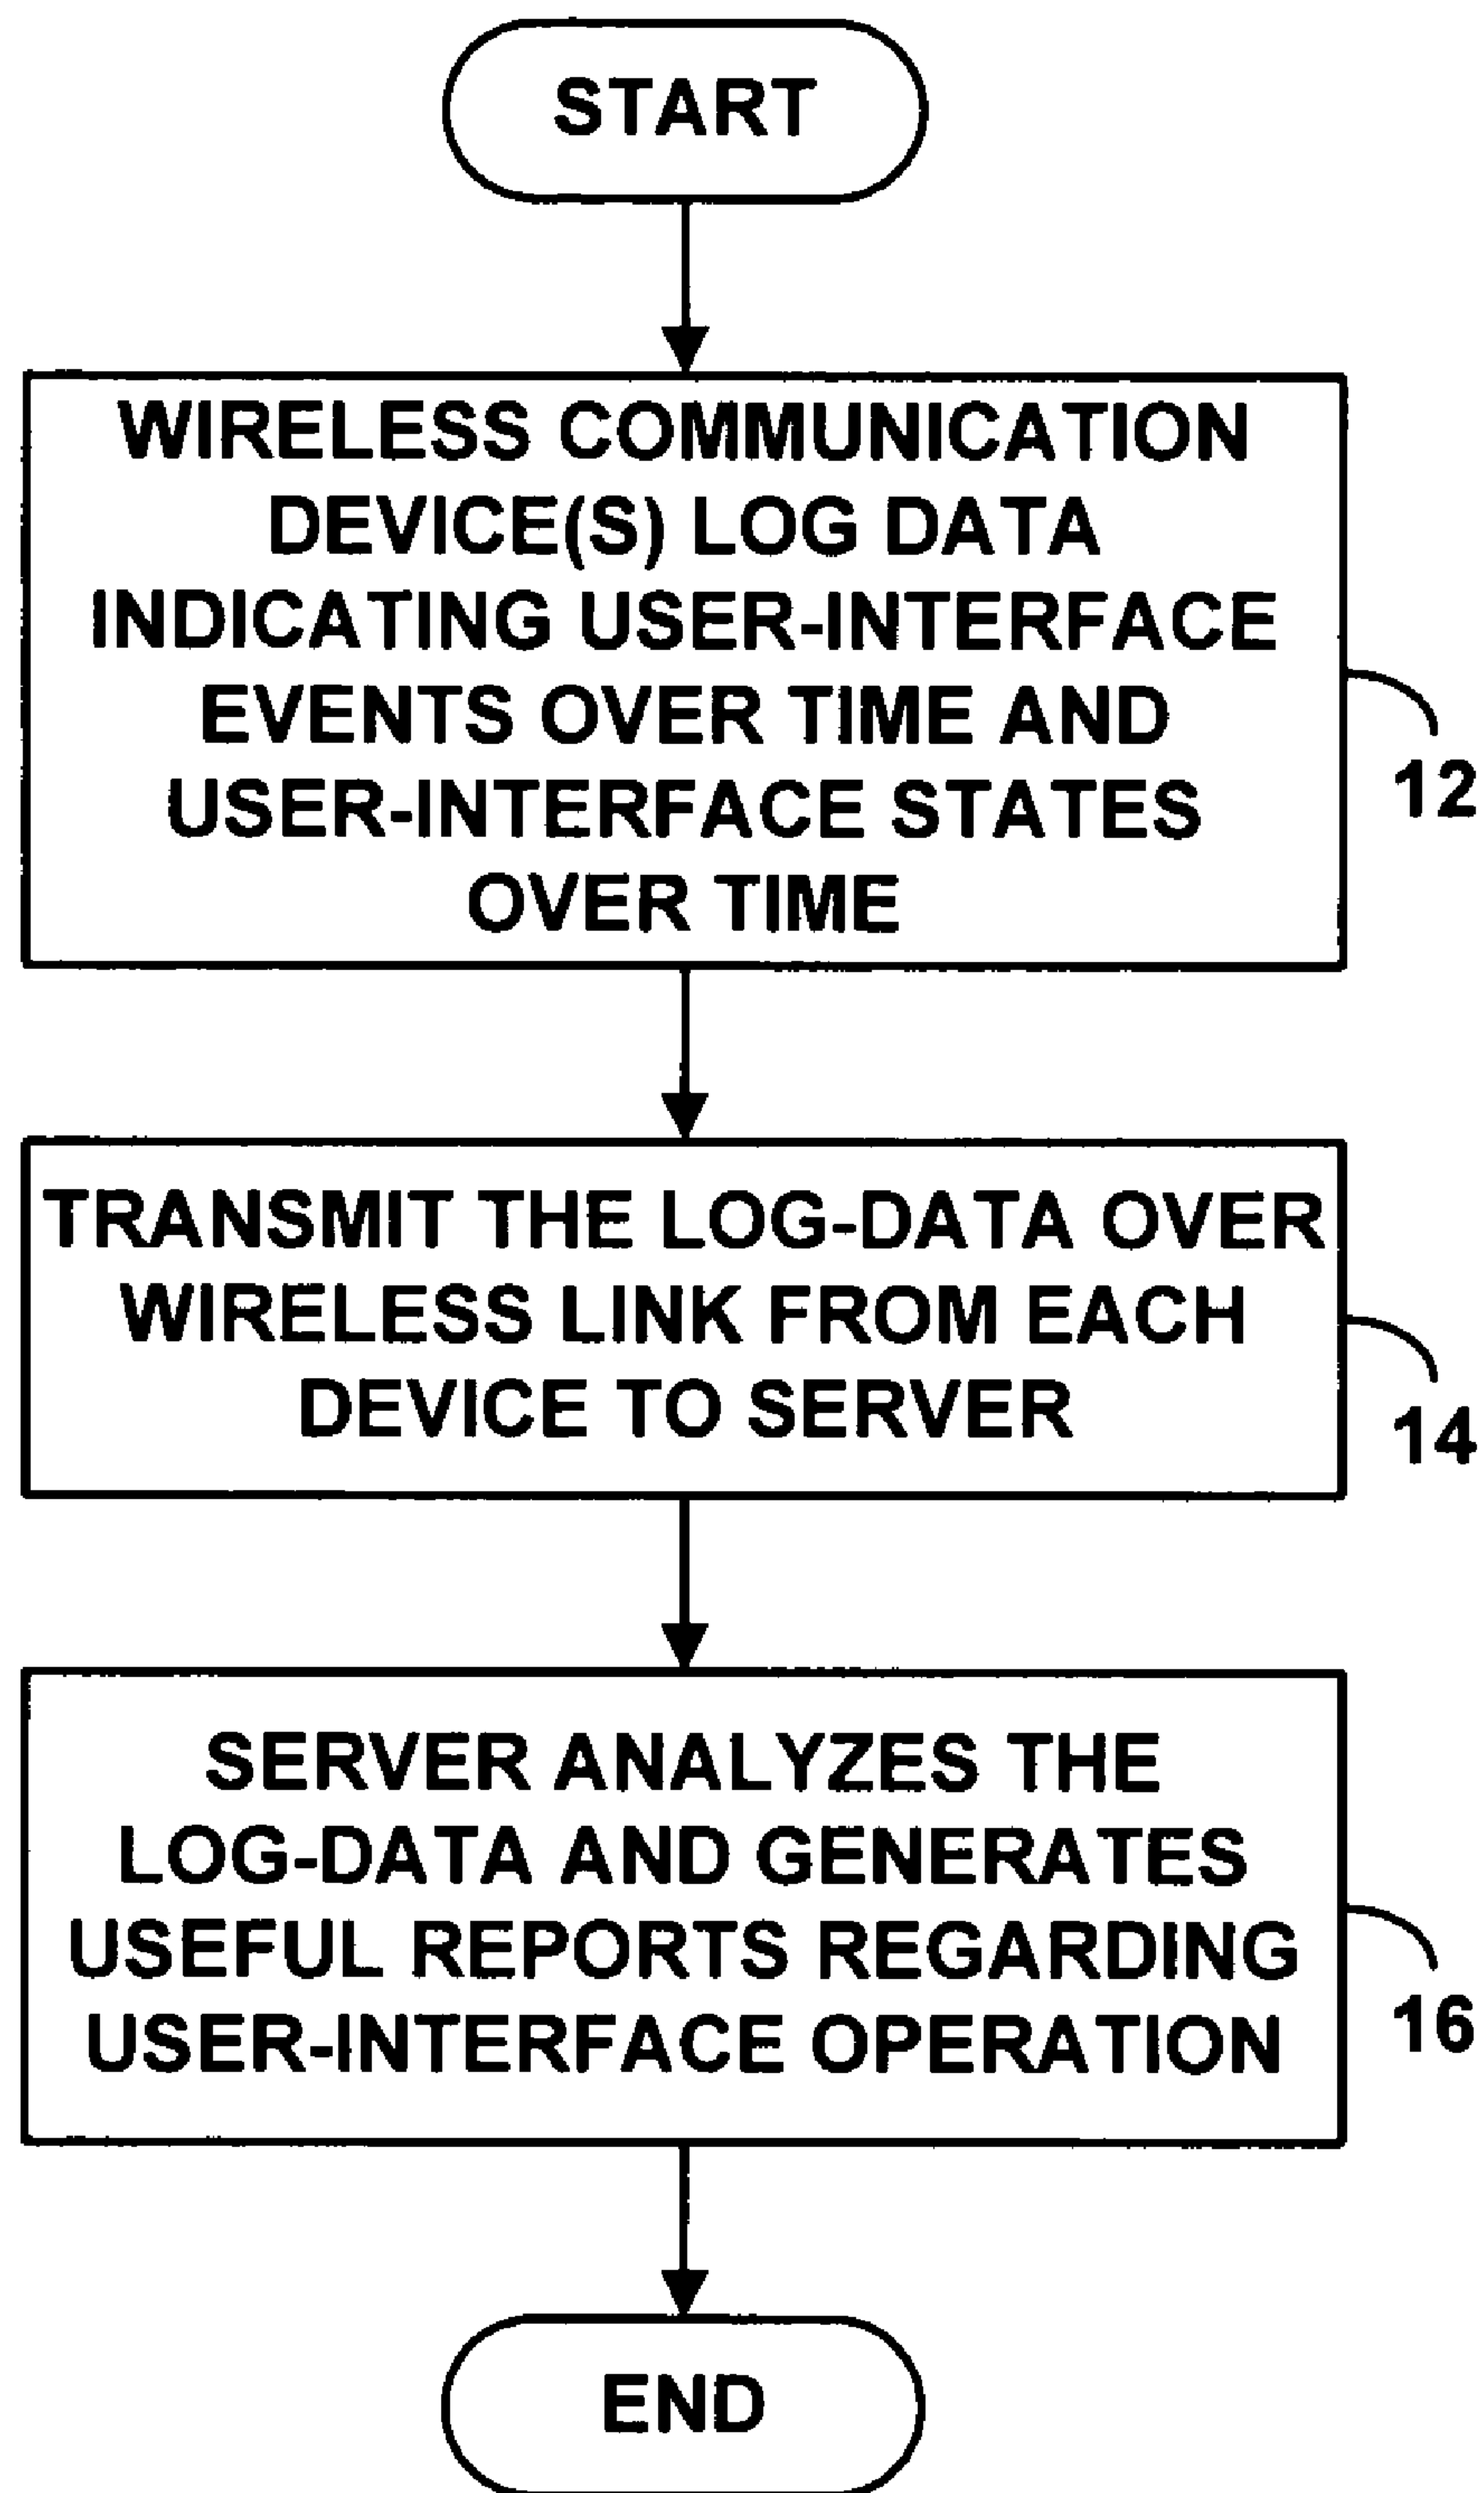 START
WIRELESS COMMUNICATION
DEVICE(S) LOG DATA
INDICATING USER-INTERFACE
EVENTS OVER TIME AND
USER-INTERFACE STATES
OVER TIME
12
TRANSMIT THE LOG-DATA OVER
WIRELESS LINK FROM EACH
DEVICE TO SERVER
14
SERVER ANALYZES THE
LOG-DATA AND GENERATES
USEFUL REPORTS REGARDING
USER-INTERFACE OPERATION
16
END